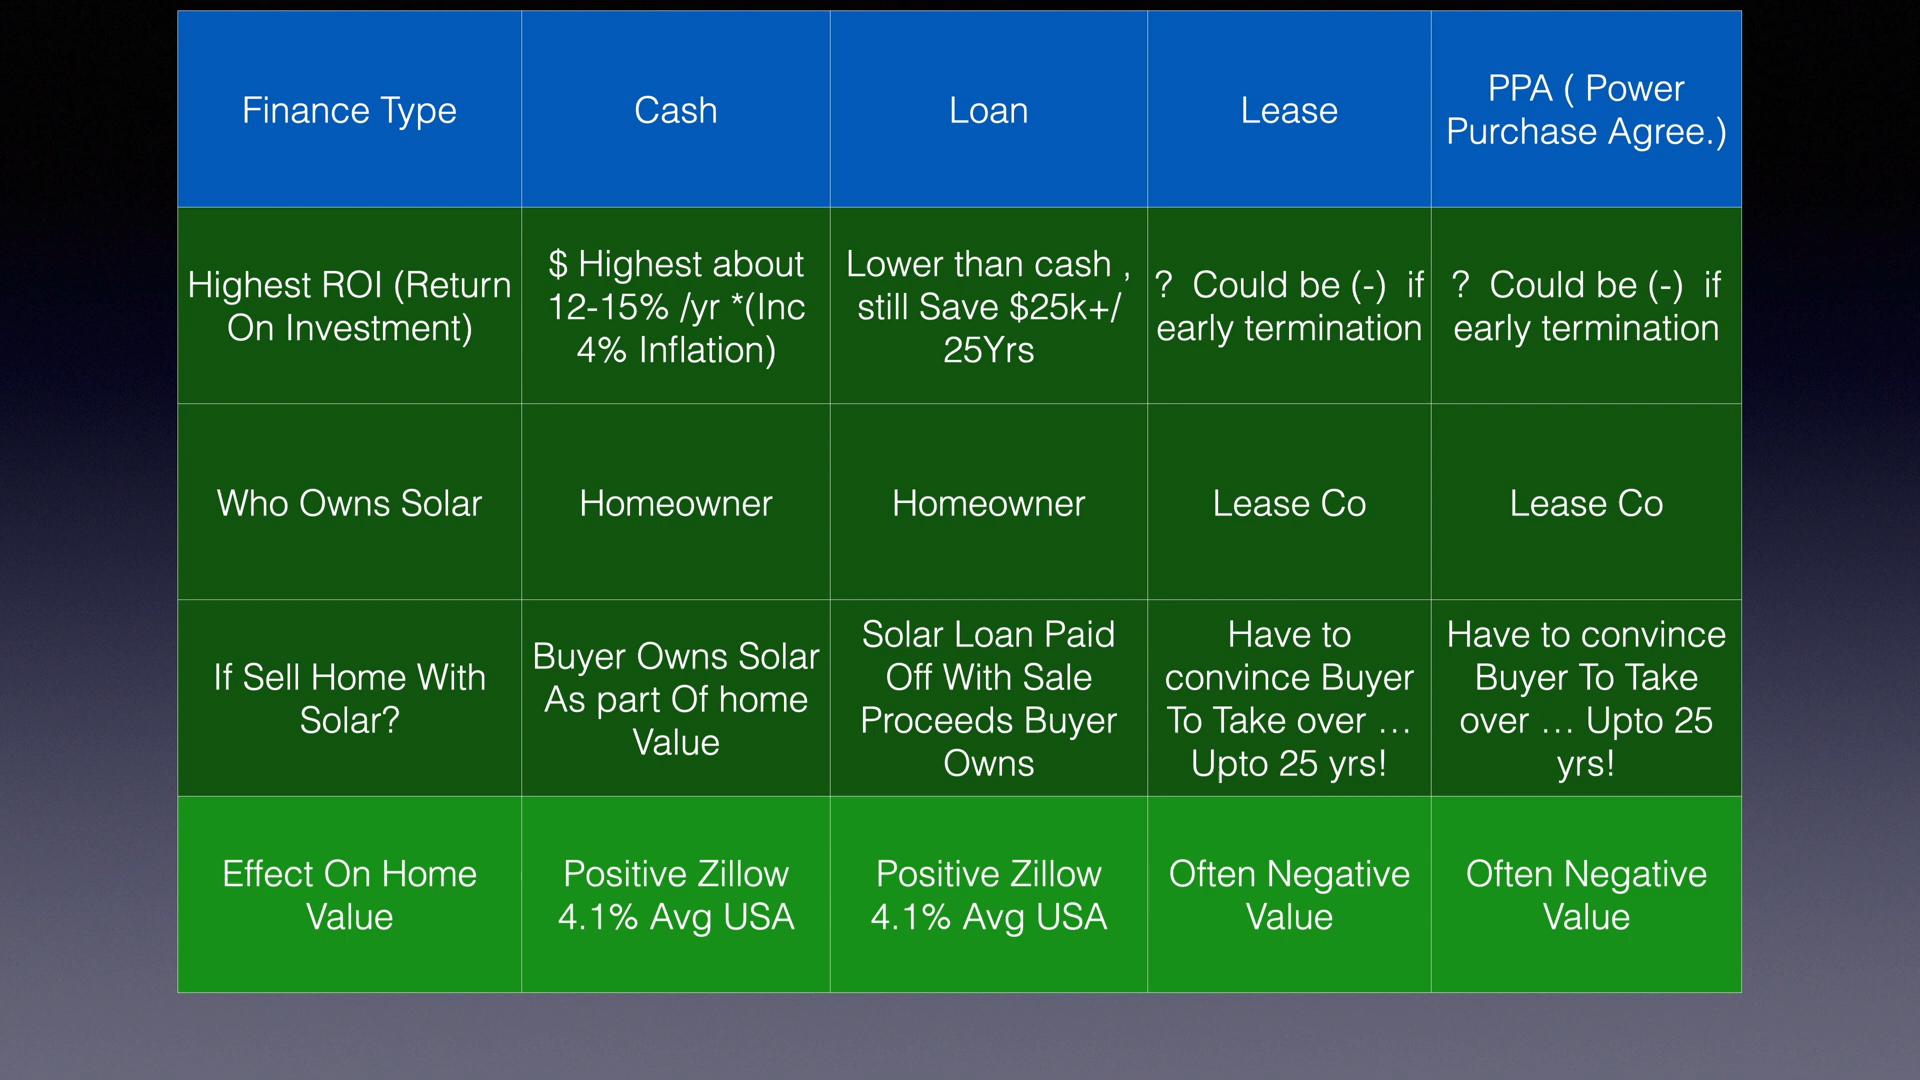 Finance Type
Cash
Loan
Lease
PPA ( Power
Purchase Agree.)
Highest ROI (Return
On Investment)
$ Highest about
12-15% /yr *(Inc
4% Inflation)
Lower than cash ,
still Save $25k+/
25Yrs
? Could be (-) if
early termination
? Could be (-) if
early termination
Who Owns Solar
Homeowner
Homeowner
Lease Co
Lease Co
If Sell Home With
Solar?
Buyer Owns Solar
As part Of home
Value
Solar Loan Paid
Off With Sale
Proceeds Buyer
Owns
Have to
convince Buyer
To Take over …
Upto 25 yrs!
Have to convince
Buyer To Take
over … Upto 25
yrs!
Effect On Home
Value
Positive Zillow
4.1% Avg USA
Positive Zillow
4.1% Avg USA
Often Negative
Value
Often Negative
Value